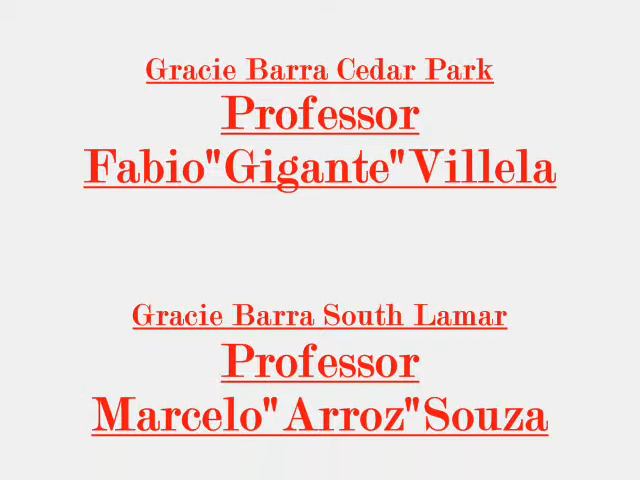 Gracie Barra Cedar Park
Professor
Fabio"Gigante"Villela
Gracie Barra South Lamar
Professor
Marcelo"Arroz"Souza